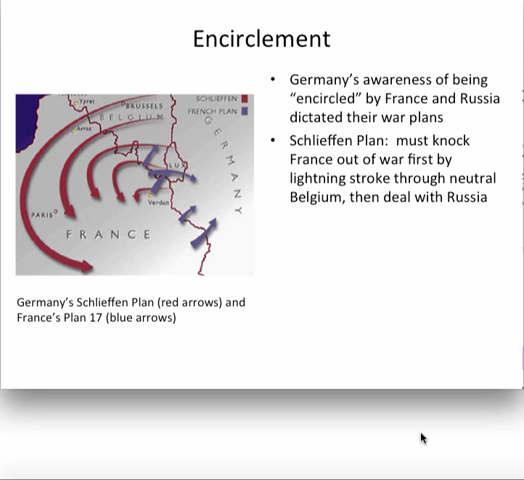 Encirclement
• Germany’s awareness of being
“encircled” by France and Russia
dictated their war plans
• Schlieffen Plan:  must knock
France out of war first by
lightning stroke through neutral
Belgium, then deal with Russia
SCHLIEFFEN
FRENCH PLAN
Ypres
BRUSSELS
BELGIUM
Arras
GERMANY
LUX
Verdun
PARIS
FRANCE
Germany’s Schlieffen Plan (red arrows) and
France’s Plan 17 (blue arrows)